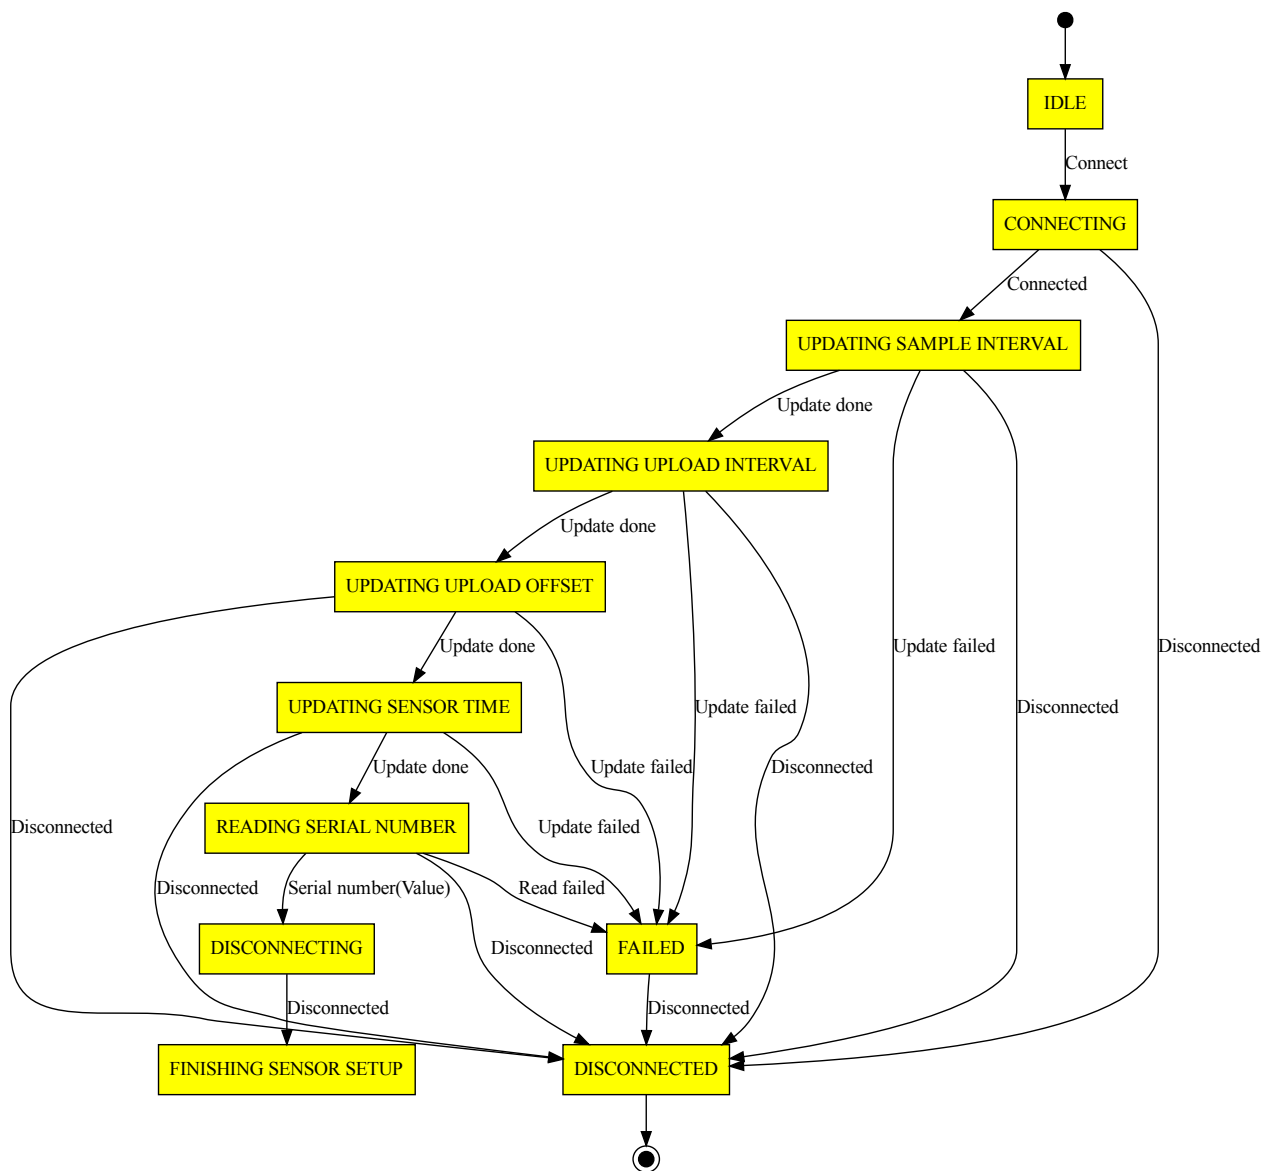 IDLE
Connect
CONNECTING
Connected
UPDATING SAMPLE INTERVAL
Update done
UPDATING UPLOAD INTERVAL
Update done
UPDATING UPLOAD OFFSET
Update done
Update failed
Disconnected
Disconnected
UPDATING SENSOR TIME
Update failed
Update done
Update failed
Disconnected
Disconnected
READING SERIAL NUMBER
Update failed
Disconnected
Serial number(Value)
Read failed
DISCONNECTING
Disconnected
FAILED
Disconnected
Disconnected
FINISHING SENSOR SETUP
DISCONNECTED